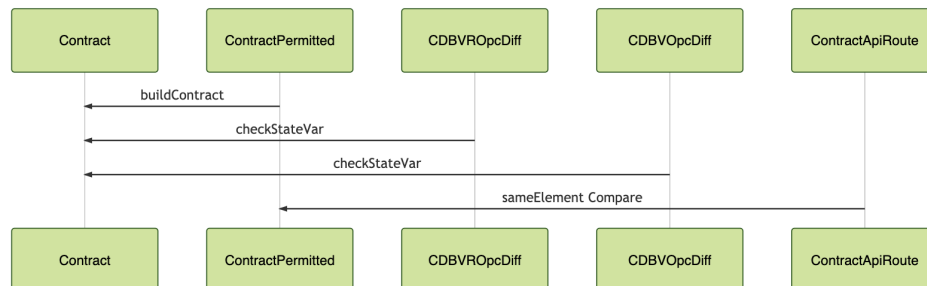 Contract
ContractPermitted
CDBVROpcDiff
CDBVOpcDiff
ContractApiRoute
buildContract
checkStateVar
checkStateVar
sameElement Compare
Contract
ContractPermitted
CDBVROpcDiff
CDBVOpcDiff
ContractApiRoute